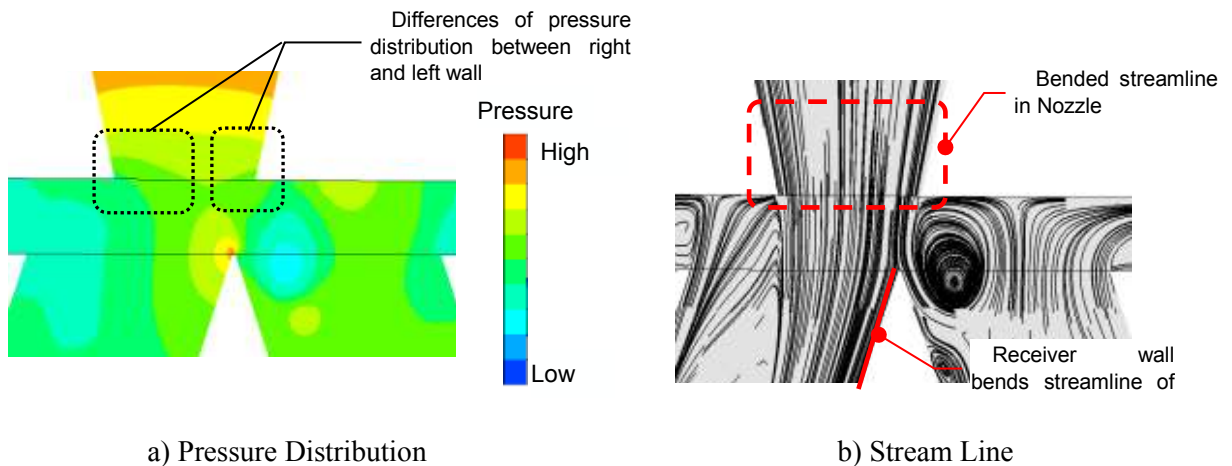 Differences of pressure
distribution between right
and left wall
Pressure
High
Low
Bended streamline
in Nozzle
Receiver wall
bends streamline of
a) Pressure Distribution
b) Stream Line